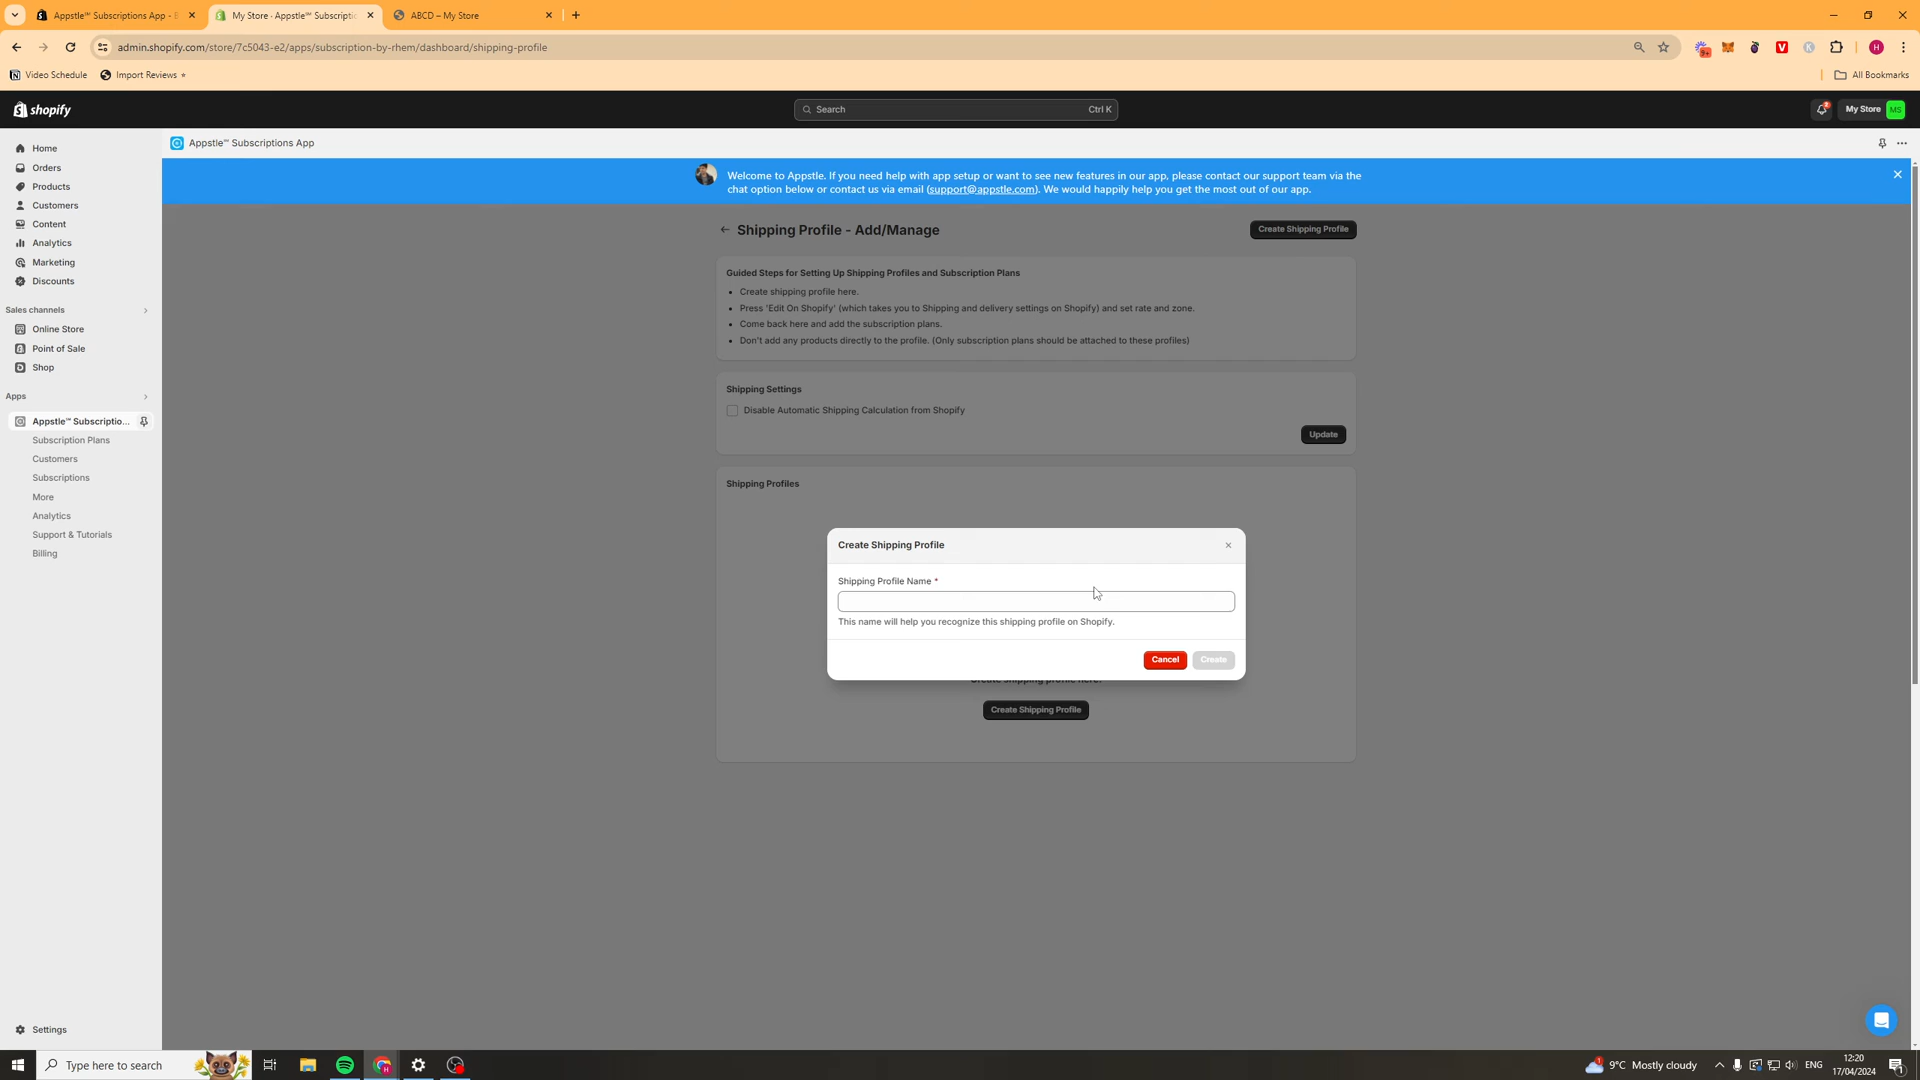 Appstle℠ Subscriptions App - E
My Store · Appstle℠ Subscripti
ABCD – My Store
admin.shopify.com/store/7c5043-e2/apps/subscription-by-rhem/dashboard/shipping-profile
9+
V
K
H
Video Schedule
Import Reviews
All Bookmarks
shopify
Search
Ctrl K
My Store
MS
Home
Orders
Products
Customers
Content
Analytics
Marketing
Discounts
Sales channels
Online Store
Point of Sale
Shop
Apps
Appstle℠ Subscriptio...
Subscription Plans
Customers
Subscriptions
More
Analytics
Support & Tutorials
Billing
Settings
Appstle℠ Subscriptions App
Welcome to Appstle. If you need help with app setup or want to see new features in our app, please contact our support team via the
chat option below or contact us via email (support@appstle.com). We would happily help you get the most out of our app.
Shipping Profile - Add/Manage
Create Shipping Profile
Guided Steps for Setting Up Shipping Profiles and Subscription Plans
• Create shipping profile here.
• Press 'Edit On Shopify' (which takes you to Shipping and delivery settings on Shopify) and set rate and zone.
• Come back here and add the subscription plans.
• Don't add any products directly to the profile. (Only subscription plans should be attached to these profiles)
Shipping Settings
Disable Automatic Shipping Calculation from Shopify
Update
Shipping Profiles
Create Shipping Profile
Shipping Profile Name *
This name will help you recognize this shipping profile on Shopify.
Cancel
Create
Create shipping profile here.
Create Shipping Profile
Type here to search
9°C Mostly cloudy
ENG
12:20
17/04/2024